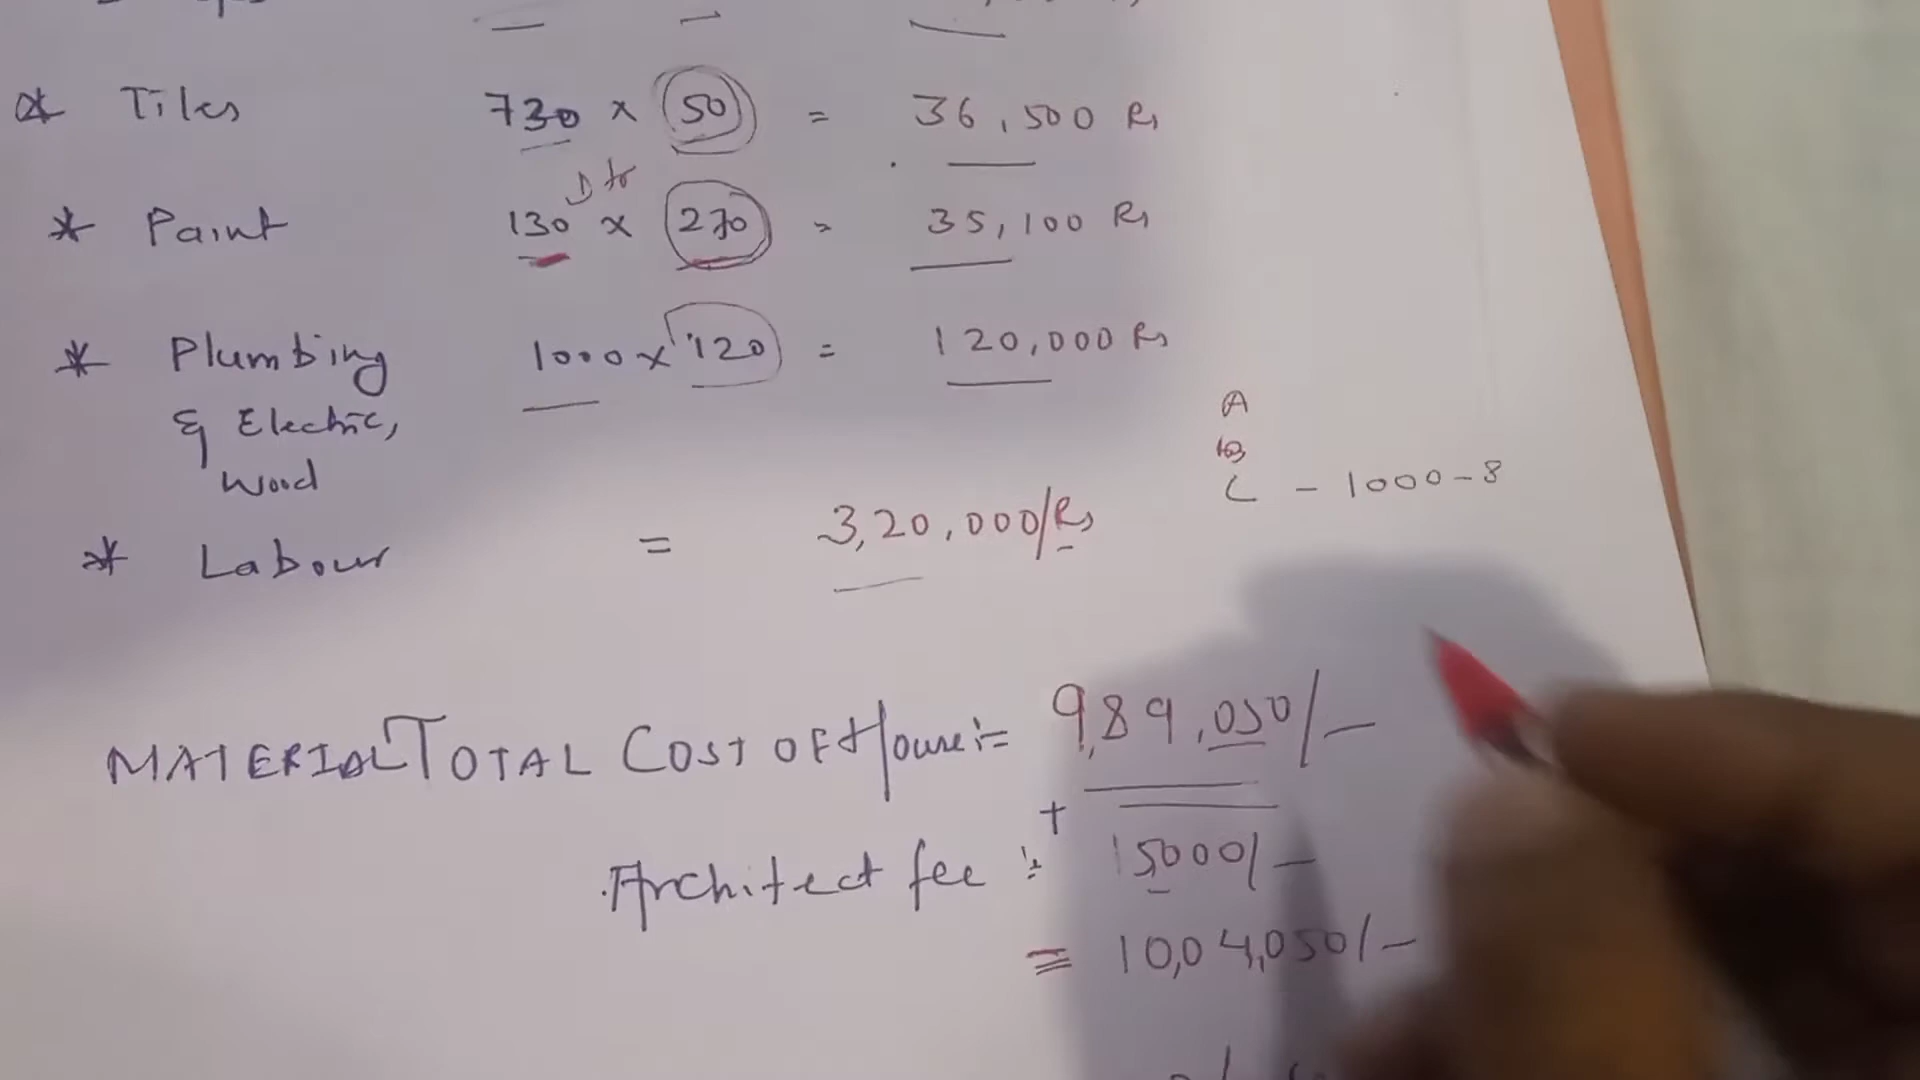 * Tiles 730 x 50 = 36,500 Rs
Ltr
* Paint 130 x 270 = 35,100 Rs
* Plumbing 1000 x 120 = 120,000 Rs
& Electric,
Wood
A
B
C - 1000 - 8
* Labour = 3,20,000/Rs
MATERIAL TOTAL COST OF House := 9,89,050/-
+
Architect fee : 15000/-
= 10,04,050/-